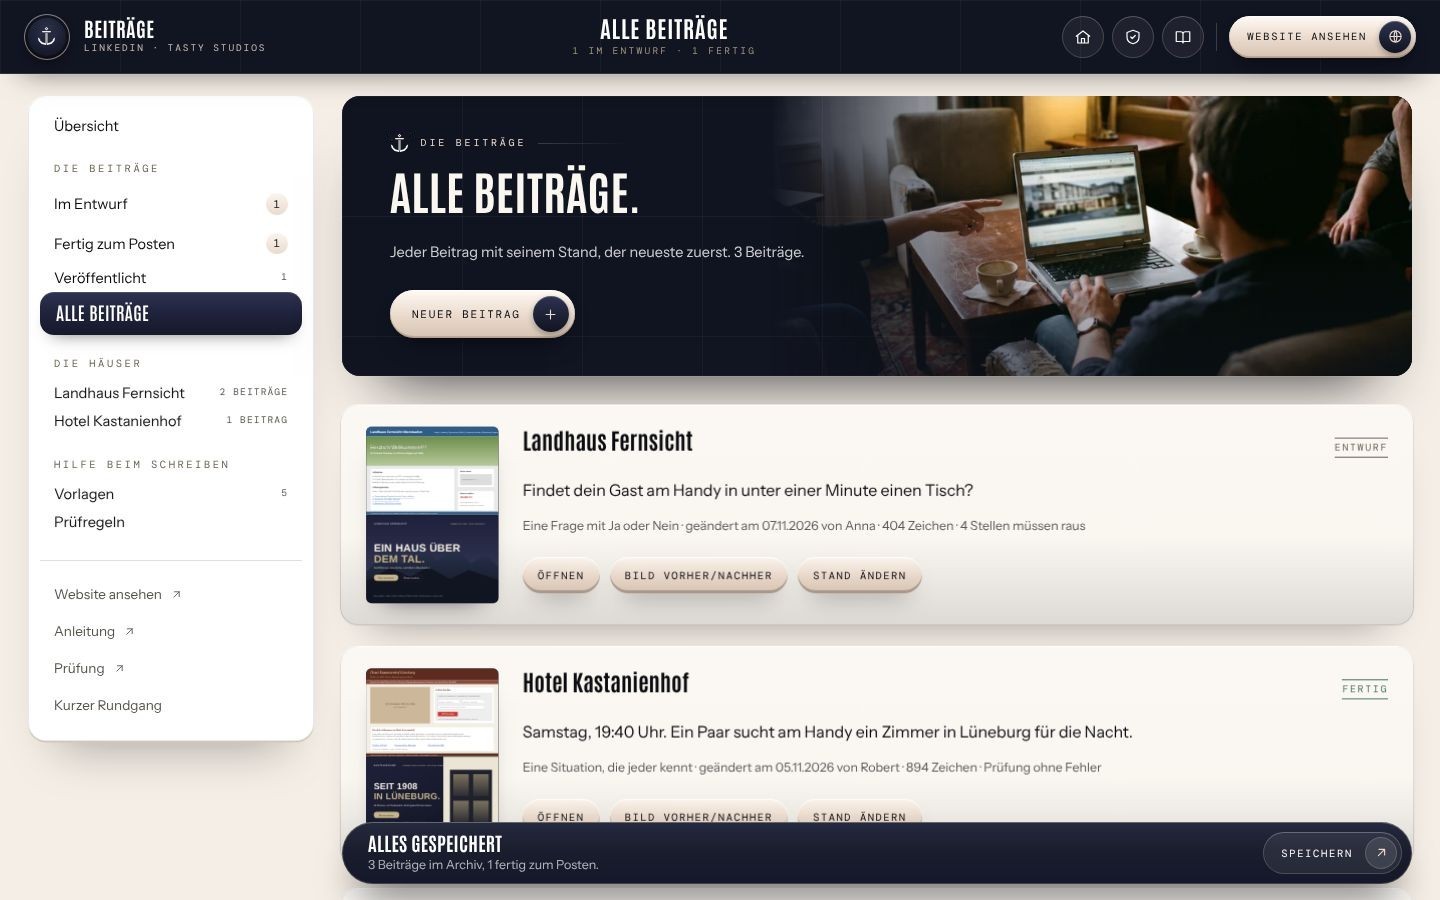 BEITRÄGE
LINKEDIN · TASTY STUDIOS
ALLE BEITRÄGE
1 IM ENTWURF · 1 FERTIG
WEBSITE ANSEHEN
Übersicht
DIE BEITRÄGE
Im Entwurf 1
Fertig zum Posten 1
Veröffentlicht 1
ALLE BEITRÄGE
DIE HÄUSER
Landhaus Fernsicht 2 BEITRÄGE
Hotel Kastanienhof 1 BEITRAG
HILFE BEIM SCHREIBEN
Vorlagen 5
Prüfregeln
Website ansehen
Anleitung
Prüfung
Kurzer Rundgang
DIE BEITRÄGE
ALLE BEITRÄGE.
Jeder Beitrag mit seinem Stand, der neueste zuerst. 3 Beiträge.
NEUER BEITRAG
Landhaus Fernsicht
ENTWURF
Findet dein Gast am Handy in unter einer Minute einen Tisch?
Eine Frage mit Ja oder Nein · geändert am 07.11.2026 von Anna · 404 Zeichen · 4 Stellen müssen raus
ÖFFNEN
BILD VORHER/NACHHER
STAND ÄNDERN
EIN HAUS ÜBER
DEM TAL.
Hotel Kastanienhof
FERTIG
Samstag, 19:40 Uhr. Ein Paar sucht am Handy ein Zimmer in Lüneburg für die Nacht.
Eine Situation, die jeder kennt · geändert am 05.11.2026 von Robert · 894 Zeichen · Prüfung ohne Fehler
ÖFFNEN
BILD VORHER/NACHHER
STAND ÄNDERN
SEIT 1908
IN LÜNEBURG.
ALLES GESPEICHERT
3 Beiträge im Archiv, 1 fertig zum Posten.
SPEICHERN